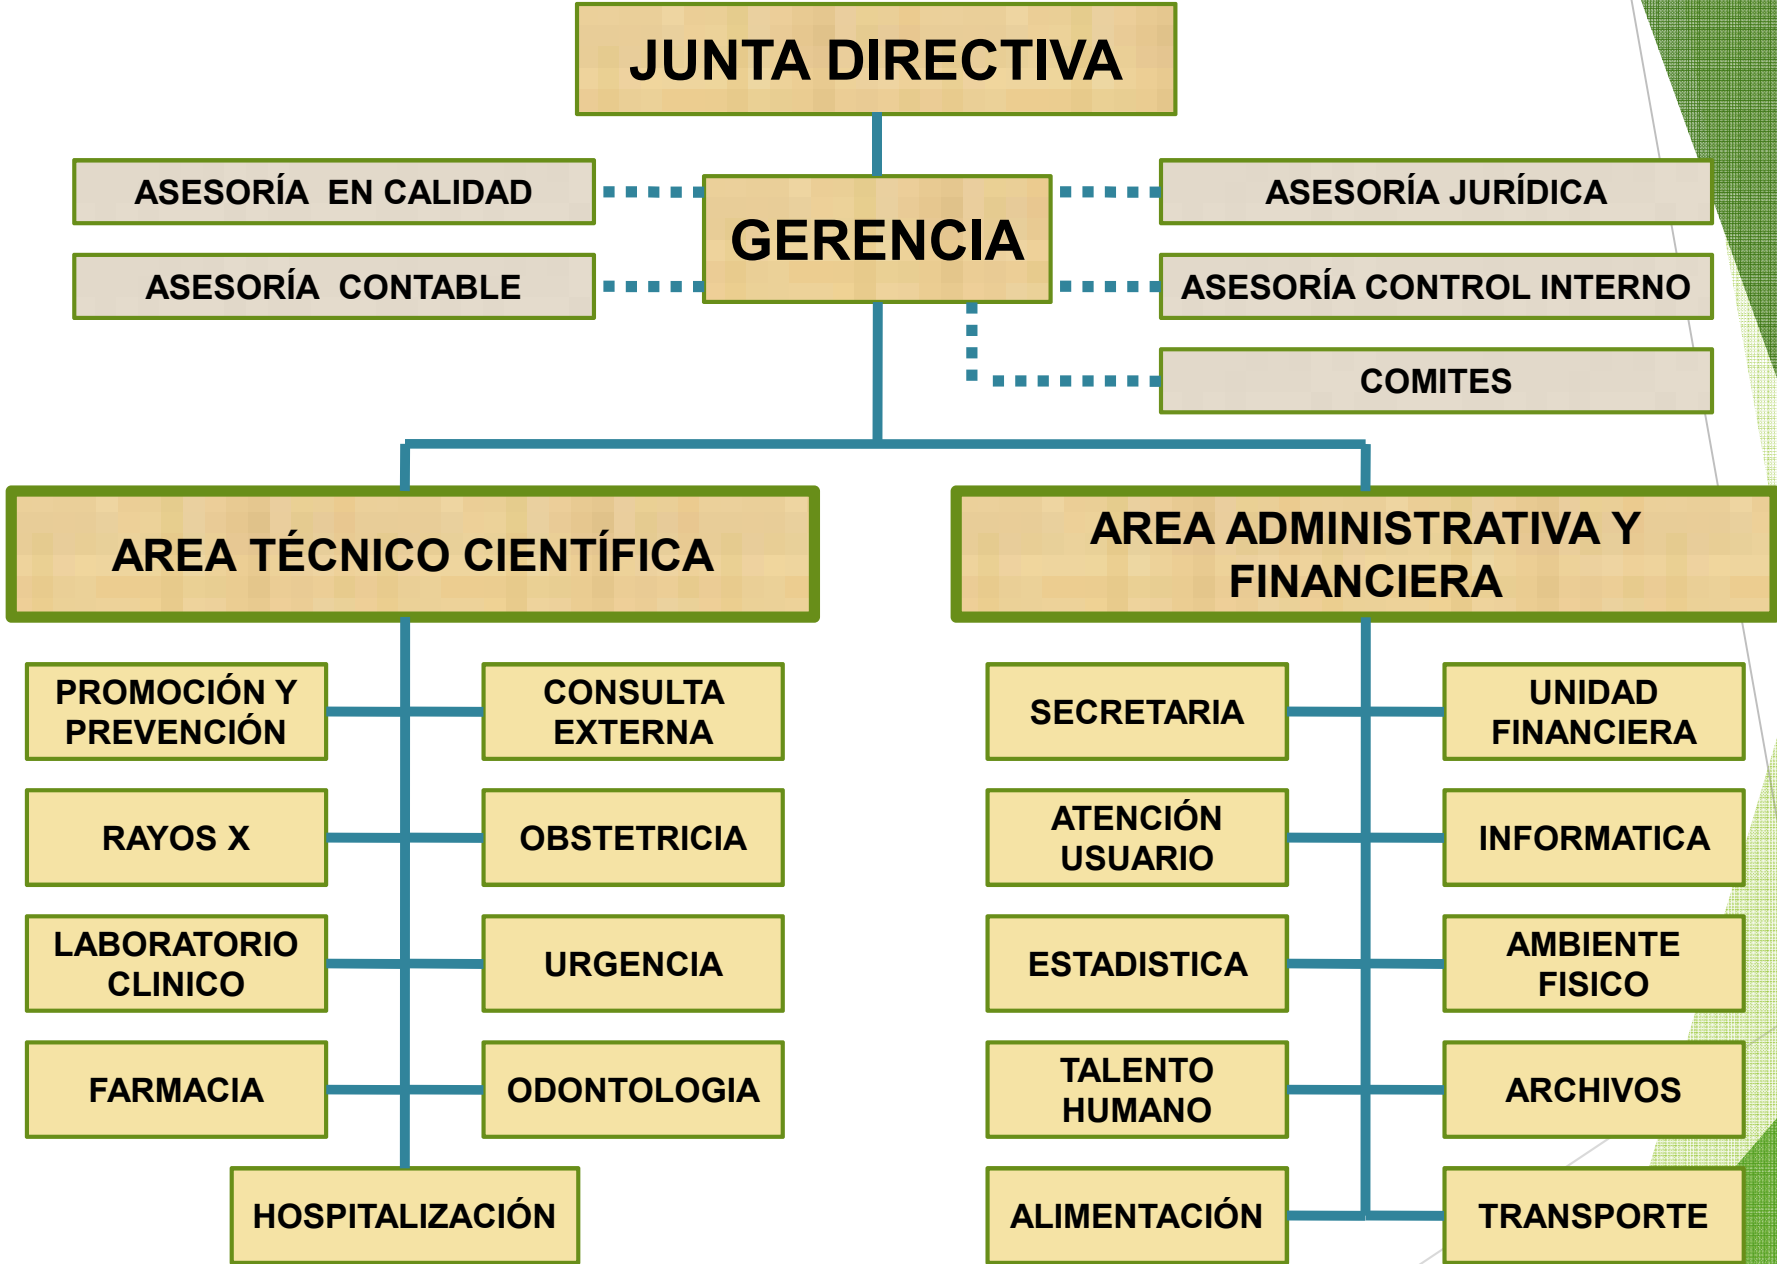 JUNTA DIRECTIVA
ASESORÍA EN CALIDAD
ASESORÍA JURÍDICA
GERENCIA
ASESORÍA CONTABLE
ASESORÍA CONTROL INTERNO
COMITES
AREA TÉCNICO CIENTÍFICA
AREA ADMINISTRATIVA Y
FINANCIERA
PROMOCIÓN Y
PREVENCIÓN
CONSULTA
EXTERNA
RAYOS X
OBSTETRICIA
LABORATORIO
CLINICO
URGENCIA
FARMACIA
ODONTOLOGIA
HOSPITALIZACIÓN
SECRETARIA
UNIDAD
FINANCIERA
ATENCIÓN
USUARIO
INFORMATICA
ESTADISTICA
AMBIENTE
FISICO
TALENTO
HUMANO
ARCHIVOS
ALIMENTACIÓN
TRANSPORTE